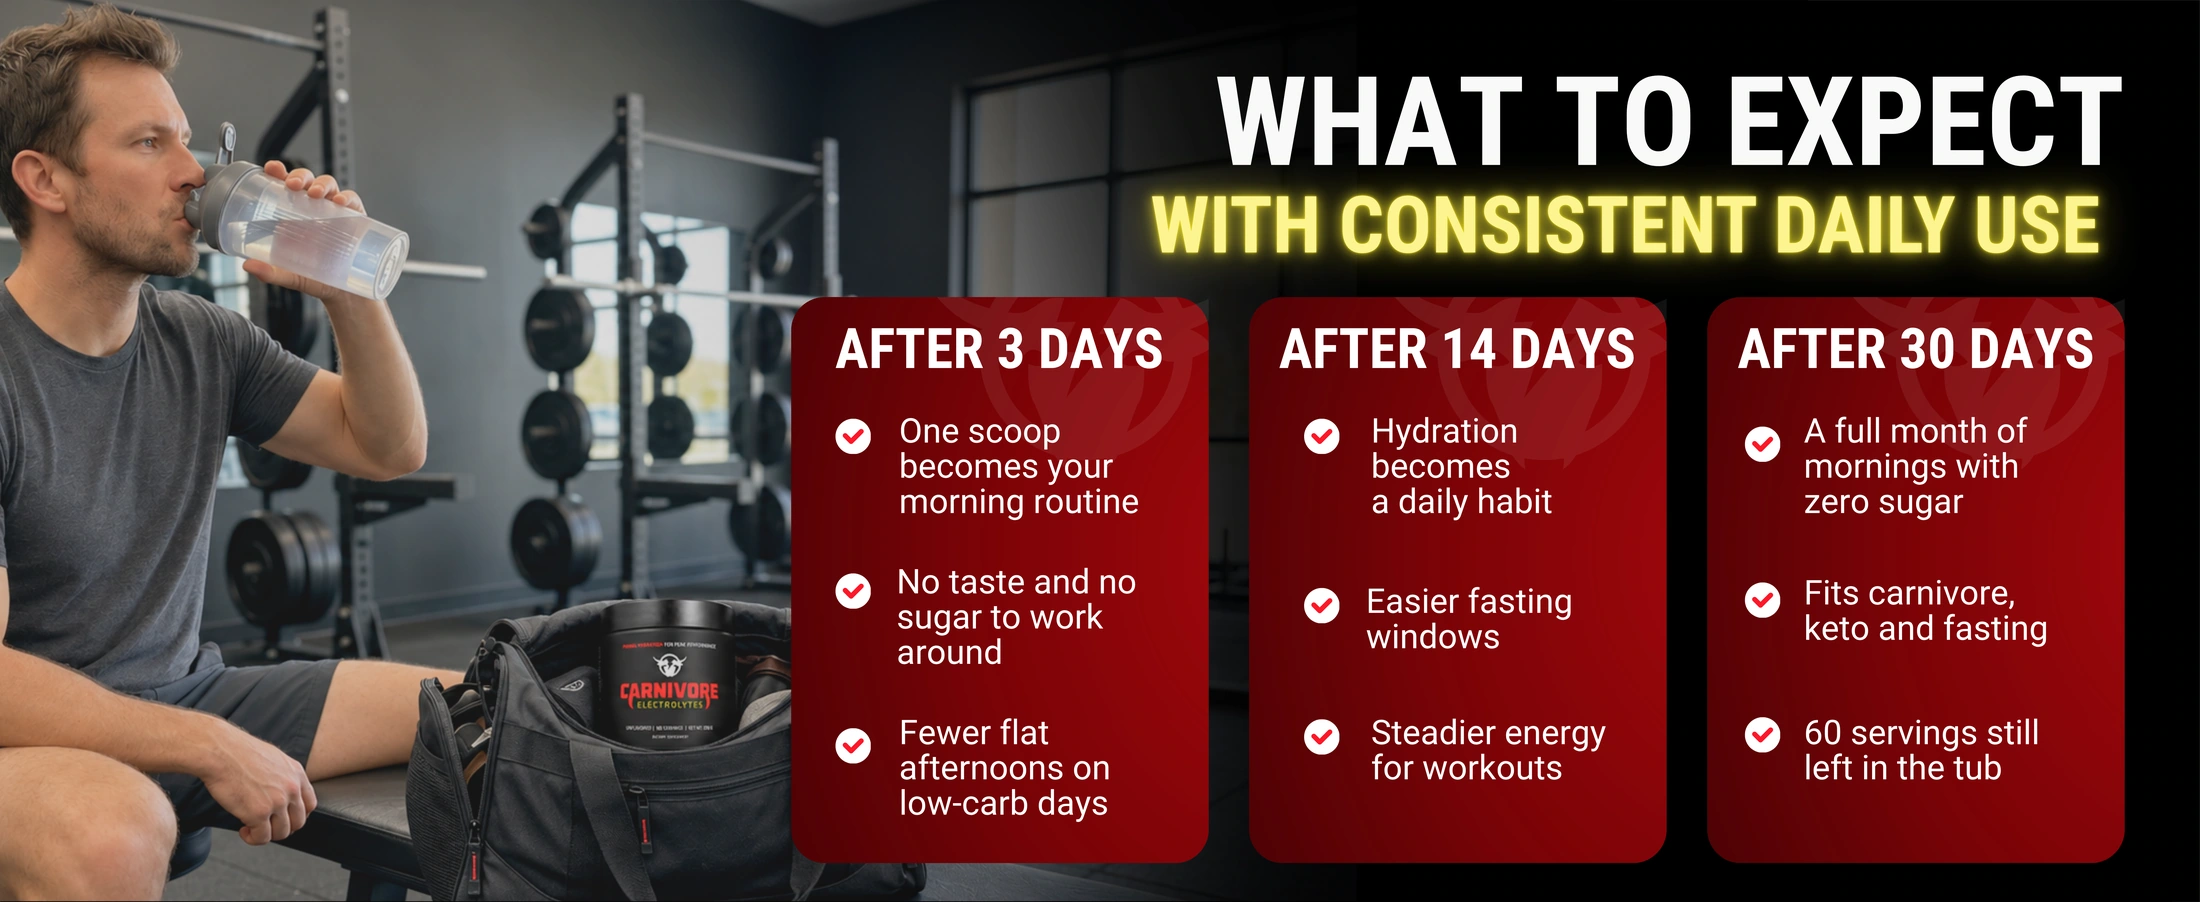 WHAT TO EXPECT
WITH CONSISTENT DAILY USE
AFTER 3 DAYS
One scoop
becomes your
morning routine
No taste and no
sugar to work
around
Fewer flat
afternoons on
low-carb days
AFTER 14 DAYS
Hydration
becomes
a daily habit
Easier fasting
windows
Steadier energy
for workouts
AFTER 30 DAYS
A full month of
mornings with
zero sugar
Fits carnivore,
keto and fasting
60 servings still
left in the tub
FOR PEAK PERFORMANCE
CARNIVORE
ELECTROLYTES